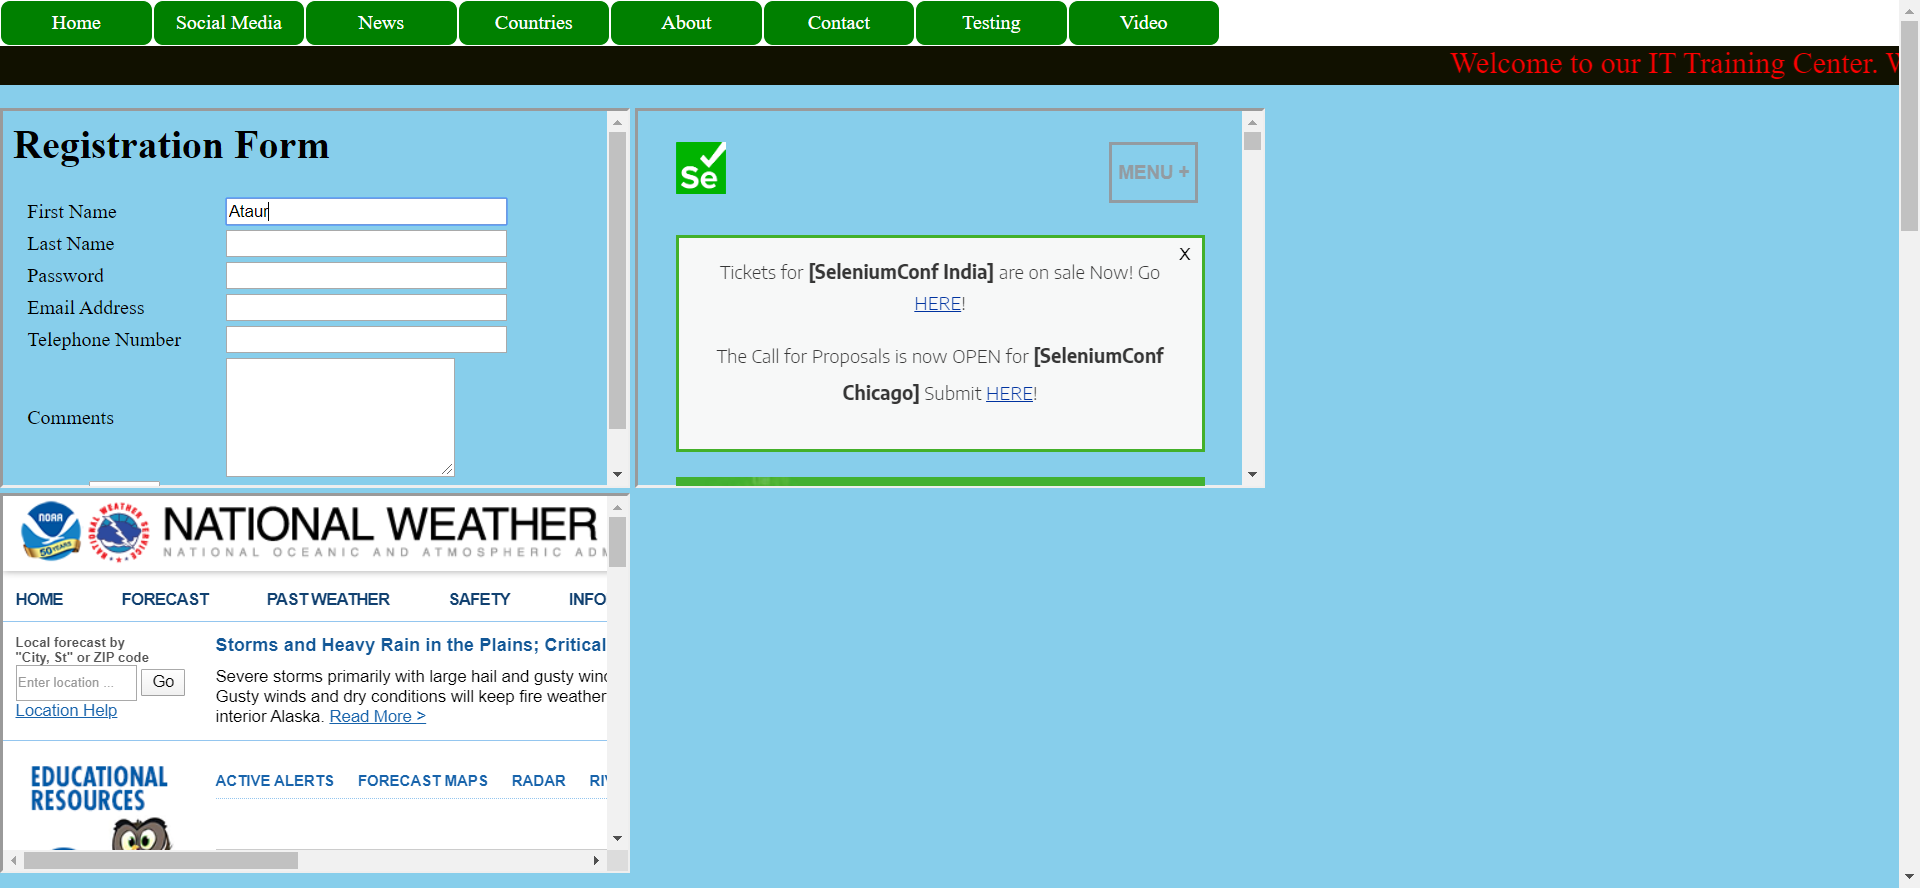 Home Social Media News Countries About Contact Testing Video
Welcome to our IT Training Center.
Registration Form
First Name Ataur
Last Name
Password
Email Address
Telephone Number
Comments
Se
MENU +
X
Tickets for [SeleniumConf India] are on sale Now! Go
HERE!
The Call for Proposals is now OPEN for [SeleniumConf
Chicago] Submit HERE!
NOAA
50 YEARS
NATIONAL WEATHER SERVICE
NATIONAL WEATHER
NATIONAL OCEANIC AND ATMOSPHERIC ADM
HOME FORECAST PAST WEATHER SAFETY INFO
Local forecast by
"City, St" or ZIP code
Enter location ... Go
Location Help
Storms and Heavy Rain in the Plains; Critical
Severe storms primarily with large hail and gusty wind
Gusty winds and dry conditions will keep fire weather
interior Alaska. Read More >
EDUCATIONAL
RESOURCES
ACTIVE ALERTS FORECAST MAPS RADAR